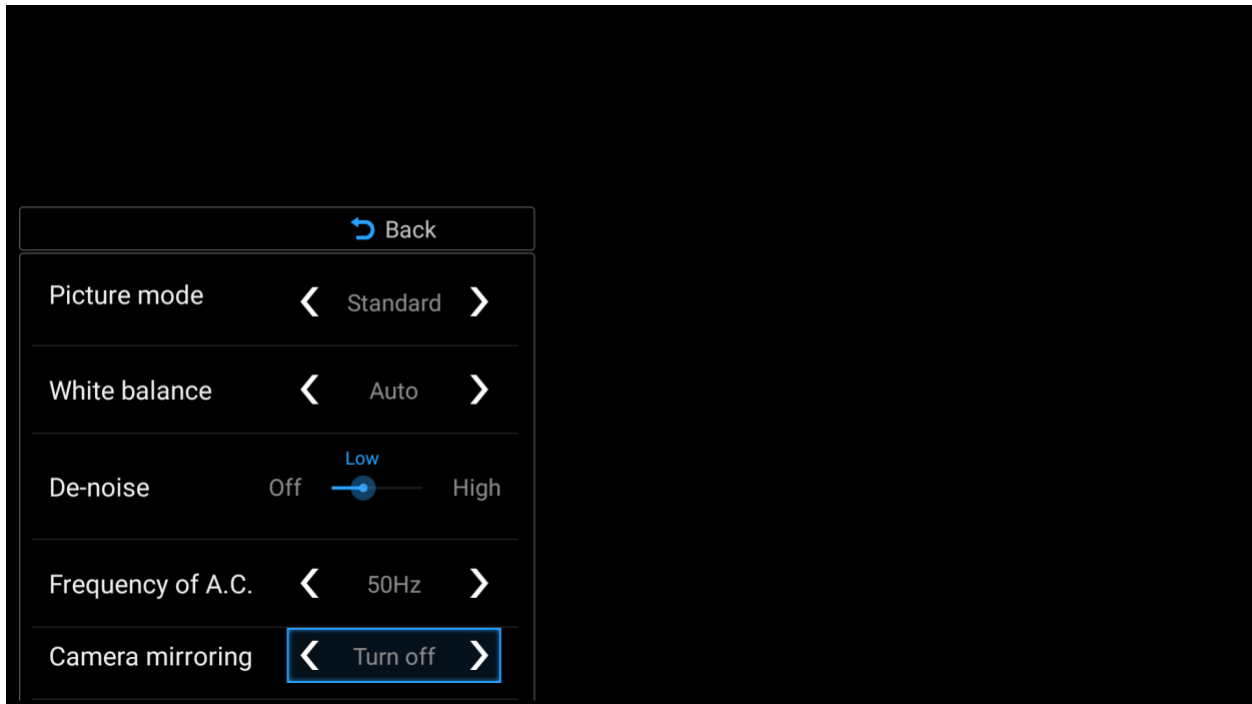 Back
Picture mode Standard
White balance Auto
Low
De-noise Off High
Frequency of A.C. 50Hz
Camera mirroring Turn off